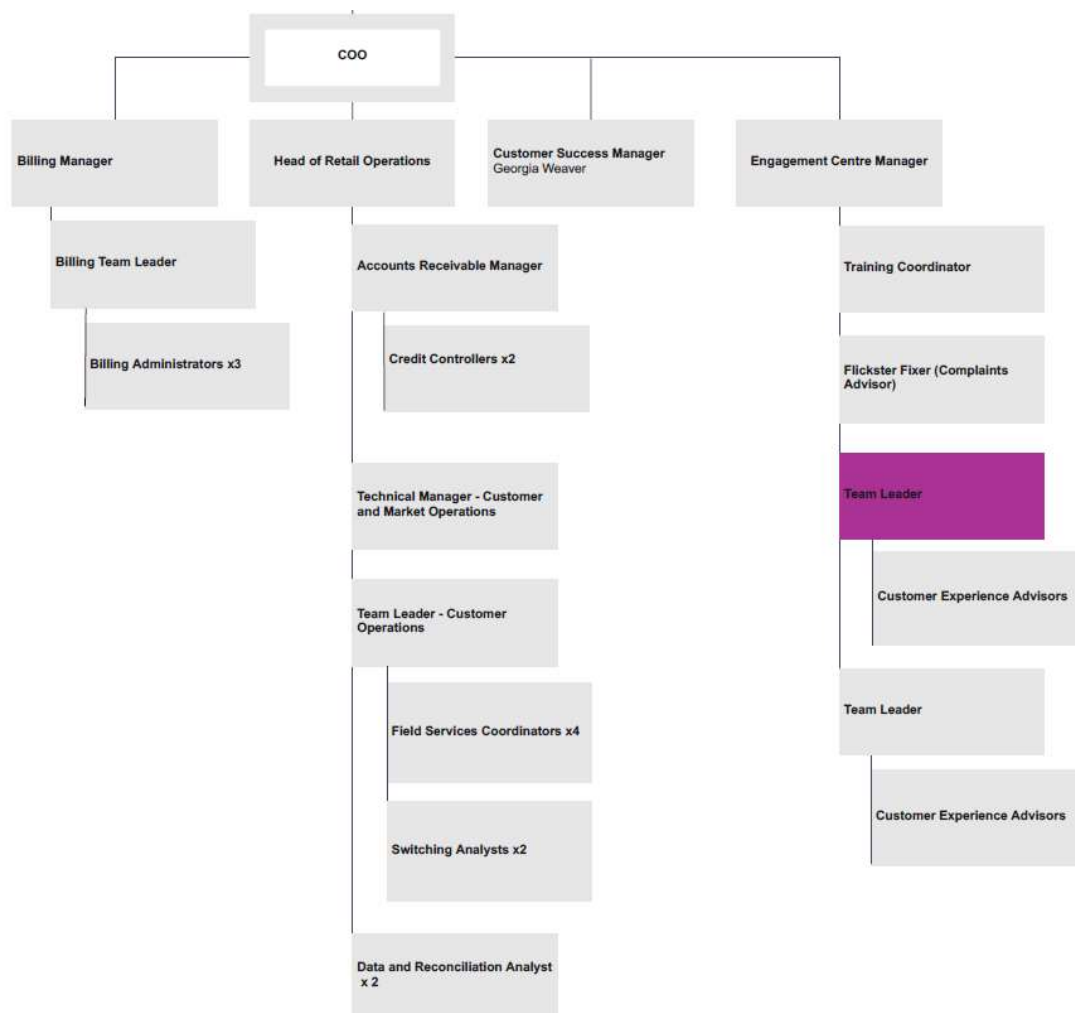 COO
Billing Manager
Head of Retail Operations
Customer Success Manager
Georgia Weaver
Engagement Centre Manager
Billing Team Leader
Accounts Receivable Manager
Training Coordinator
Billing Administrators x3
Credit Controllers x2
Flickster Fixer (Complaints
Advisor)
Technical Manager - Customer
and Market Operations
Team Leader
Team Leader - Customer
Operations
Customer Experience Advisors
Field Services Coordinators x4
Team Leader
Switching Analysts x2
Customer Experience Advisors
Data and Reconciliation Analyst
x 2